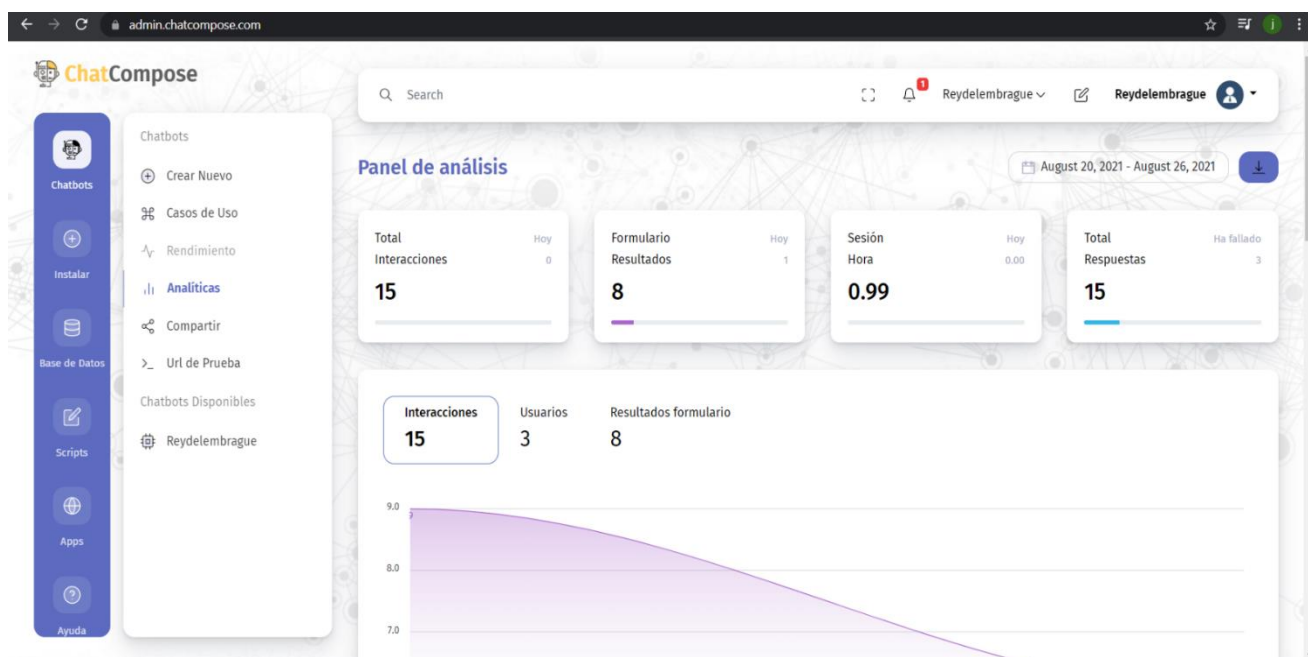 admin.chatcompose.com
j
ChatCompose
Search
1
Reydelembrague
Reydelembrague
Chatbots
Instalar
Base de Datos
Scripts
Apps
Ayuda
Chatbots
Crear Nuevo
Casos de Uso
Rendimiento
Analíticas
Compartir
Url de Prueba
Chatbots Disponibles
Reydelembrague
Panel de análisis
August 20, 2021 - August 26, 2021
Total Hoy
Interacciones 0
15
Formulario Hoy
Resultados 1
8
Sesión Hoy
Hora 0.00
0.99
Total Ha fallado
Respuestas 3
15
Interacciones
15
Usuarios
3
Resultados formulario
8
9.0
9
8.0
7.0